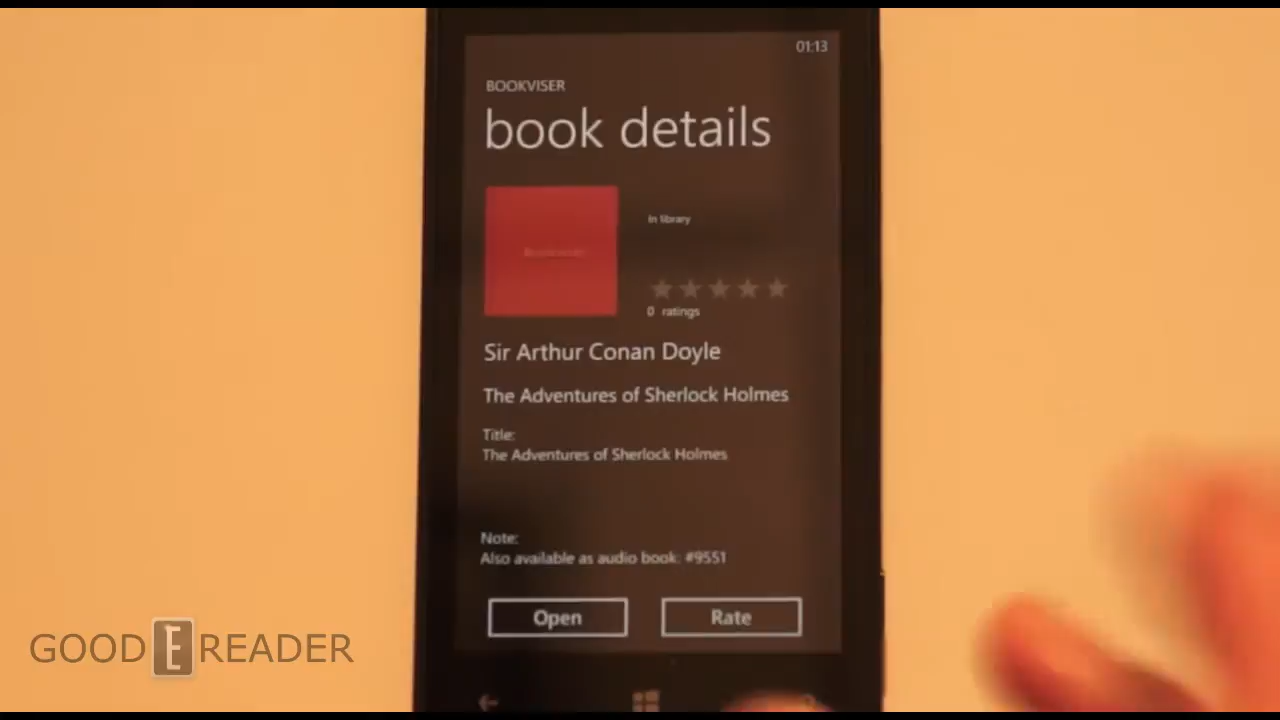 01:13
BOOKVISER
book details
In library
0 ratings
Sir Arthur Conan Doyle
The Adventures of Sherlock Holmes
Title:
The Adventures of Sherlock Holmes
Note:
Also available as audio book: #9551
Open
Rate
GOOD E READER